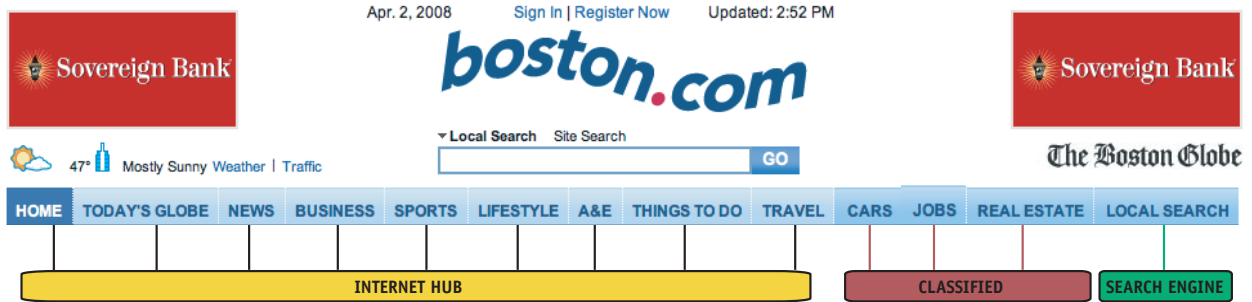 Apr. 2, 2008 Sign In | Register Now Updated: 2:52 PM
Sovereign Bank
boston.com
Sovereign Bank
Local Search Site Search
47° Mostly Sunny Weather | Traffic
GO
The Boston Globe
HOME TODAY'S GLOBE NEWS BUSINESS SPORTS LIFESTYLE A&E THINGS TO DO TRAVEL CARS JOBS REAL ESTATE LOCAL SEARCH
INTERNET HUB CLASSIFIED SEARCH ENGINE